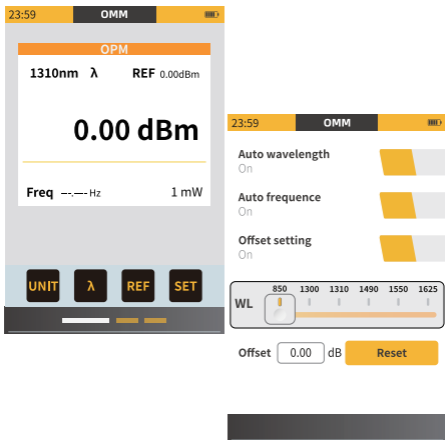 23:59 OMM
OPM
1310nm λ REF 0.00dBm
0.00 dBm
Freq ---.--- Hz 1 mW
UNIT λ REF SET
23:59 OMM
Auto wavelength
On
Auto frequence
On
Offset setting
On
850 1300 1310 1490 1550 1625
WL
Offset 0.00 dB Reset